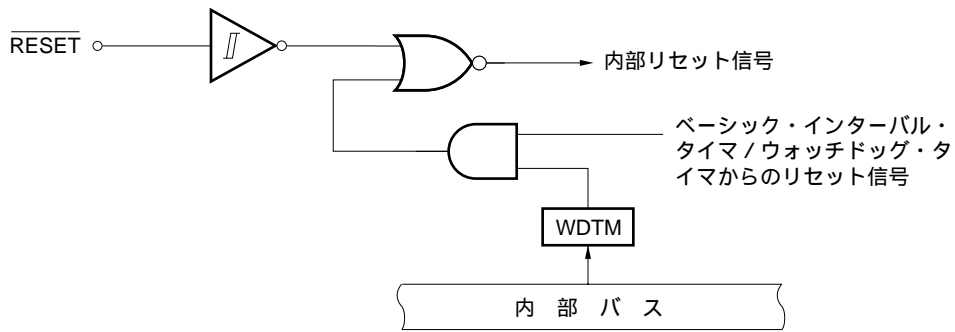 RESET
内部リセット信号
ベーシック・インターバル・
タイマ / ウォッチドッグ・タ
イマからのリセット信号
WDTM
内 部 バ ス